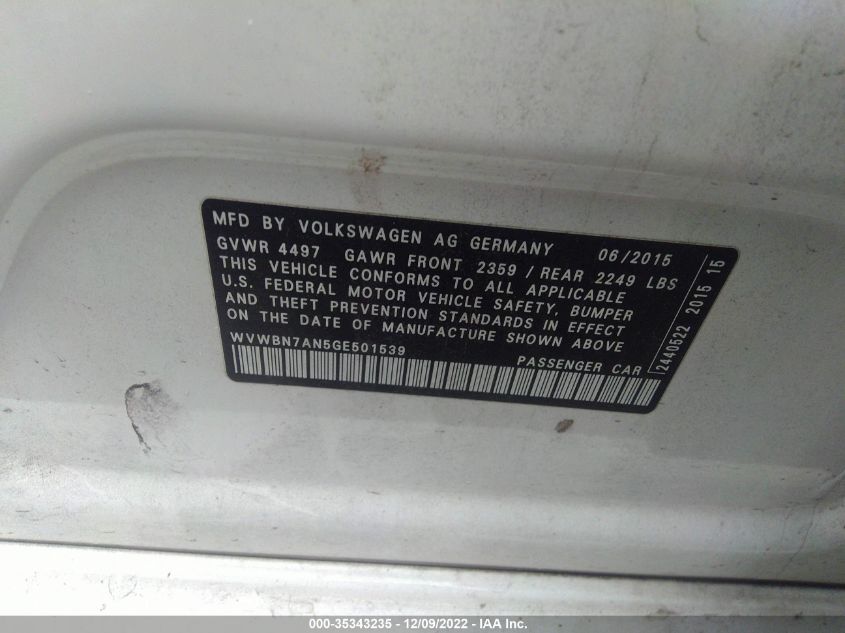 MFD BY VOLKSWAGEN AG GERMANY 06/2015
GVWR 4497 GAWR FRONT 2359 / REAR 2249 LBS
THIS VEHICLE CONFORMS TO ALL APPLICABLE
U.S. FEDERAL MOTOR VEHICLE SAFETY, BUMPER
AND THEFT PREVENTION STANDARDS IN EFFECT
ON THE DATE OF MANUFACTURE SHOWN ABOVE
WVWBN7AN5GE501539 PASSENGER CAR
2440522 2015 15
000-35343235 - 12/09/2022 - IAA Inc.